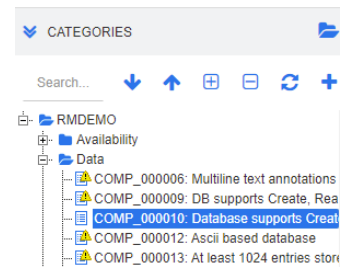 CATEGORIES
Search...
RMDEMO
Availability
Data
COMP_000006: Multiline text annotations
COMP_000009: DB supports Create, Rea
COMP_000010: Database supports Creat
COMP_000012: Ascii based database
COMP_000013: At least 1024 entries store